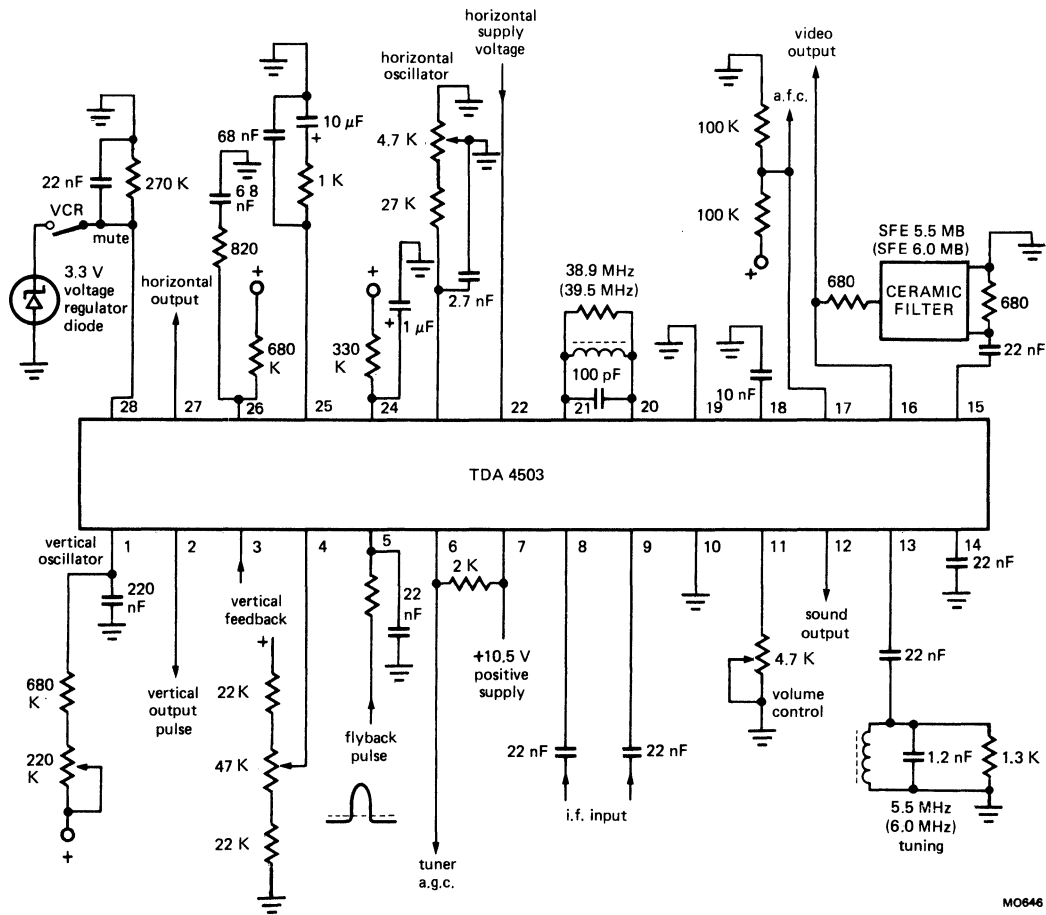 horizontal
supply
voltage
video
output
horizontal
oscillator
a.f.c.
10 µF
+
68 nF
4.7 K
100 K
22 nF
270 K
6 8
nF
1 K
27 K
100 K
SFE 5.5 MB
(SFE 6.0 MB)
VCR
mute
820
+
3.3 V
voltage
regulator
diode
horizontal
output
+
+
38.9 MHz
(39.5 MHz)
680
CERAMIC
FILTER
680
2.7 nF
+
1 µF
680
K
330
K
100 pF
10 nF
22 nF
28
27
26
25
24
22
21
20
19
18
17
16
15
TDA 4503
vertical
oscillator
1
2
3
4
5
6
7
8
9
10
11
12
13
14
220
nF
2 K
22
nF
22 nF
vertical
feedback
+
sound
output
+10.5 V
positive
supply
4.7 K
22 nF
680
K
vertical
output
pulse
22 K
volume
control
flyback
pulse
220
K
47 K
22 nF
22 nF
1.2 nF
1.3 K
i.f. input
5.5 MHz
(6.0 MHz)
tuning
22 K
+
tuner
a.g.c.
MO646